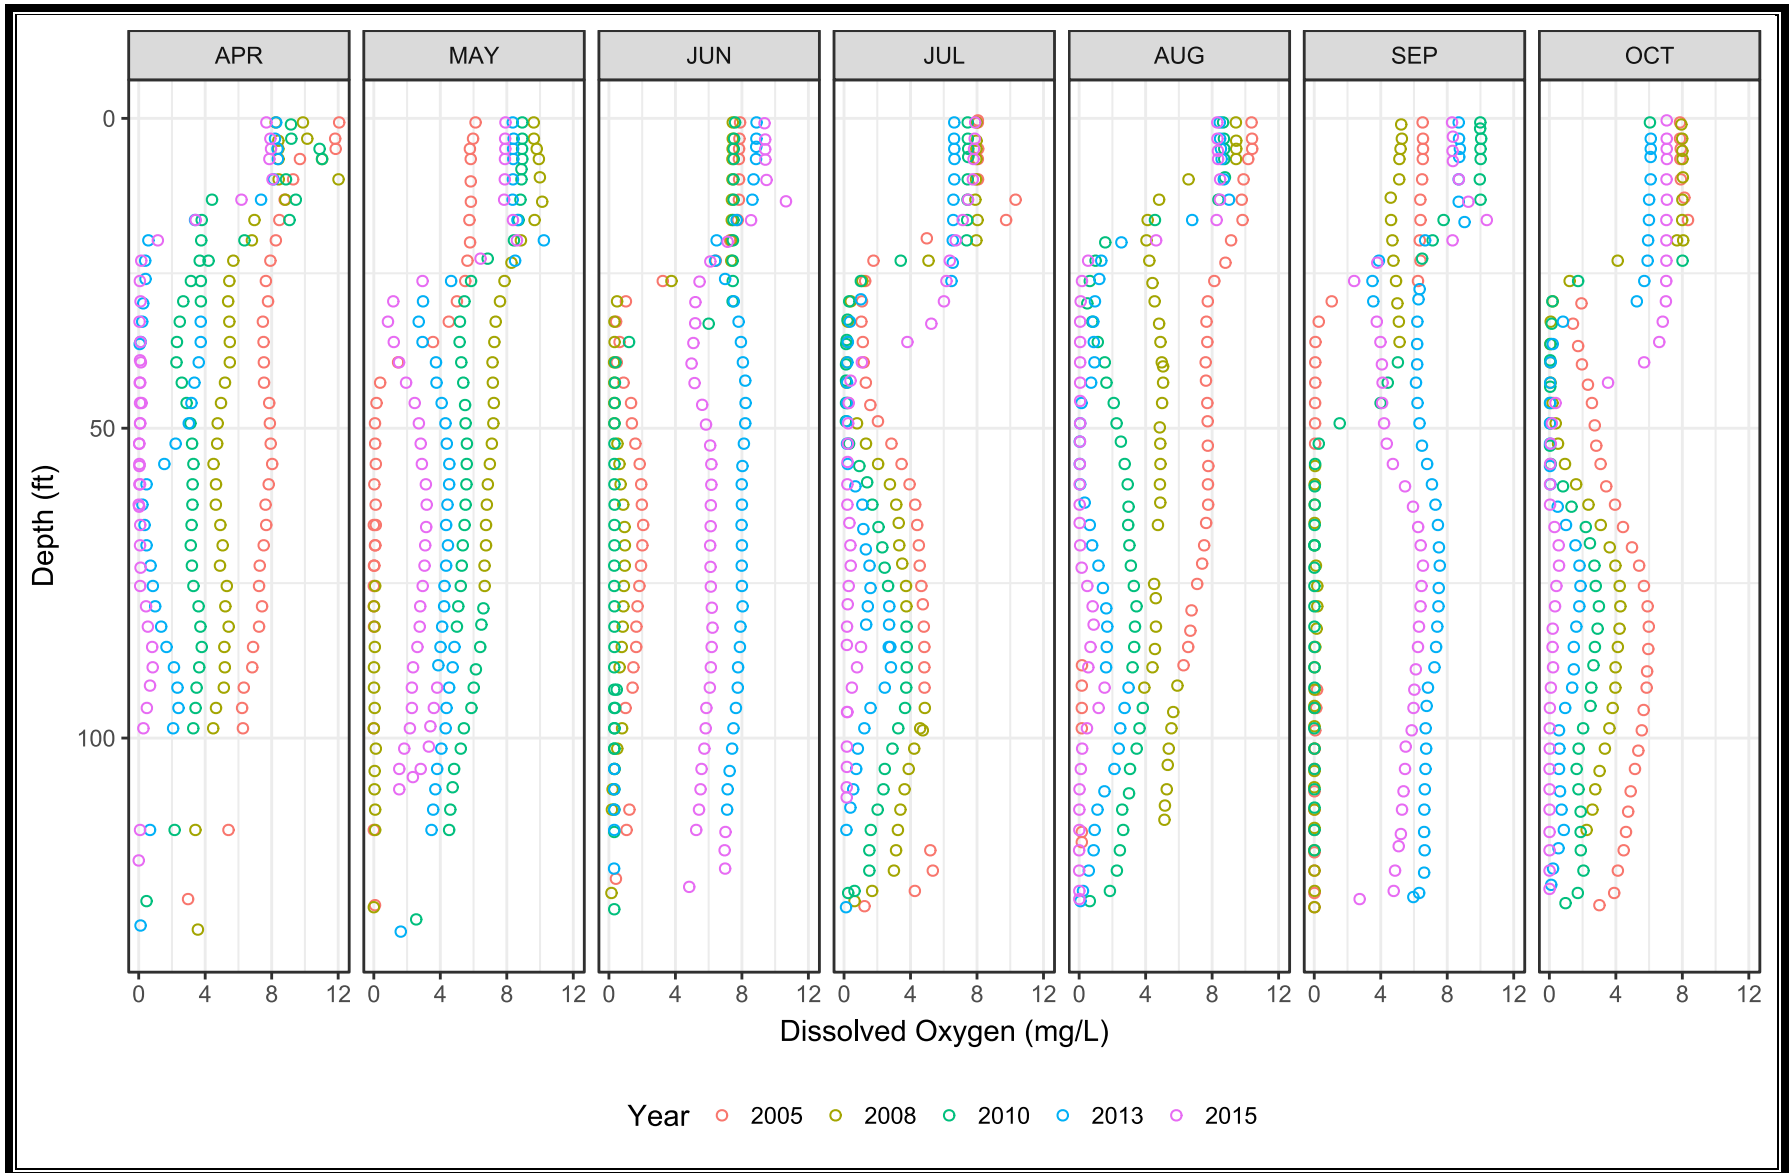 APR MAY JUN JUL AUG SEP OCT
0
50
100
Depth (ft)
0 4 8 12 0 4 8 12 0 4 8 12 0 4 8 12 0 4 8 12 0 4 8 12 0 4 8 12
Dissolved Oxygen (mg/L)
Year 2005 2008 2010 2013 2015